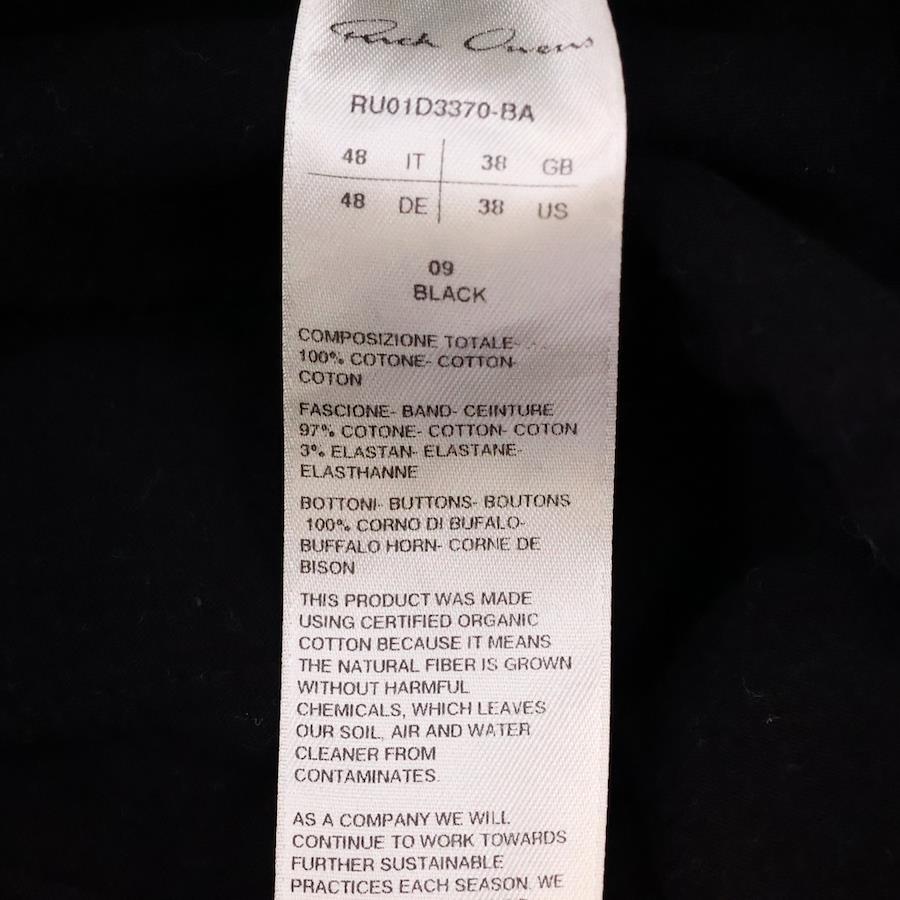 Rick Owens
RU01D3370-BA
48 IT 38 GB
48 DE 38 US
09
BLACK
COMPOSIZIONE TOTALE-
100% COTONE- COTTON-
COTON
FASCIONE- BAND- CEINTURE
97% COTONE- COTTON- COTON
3% ELASTAN- ELASTANE-
ELASTHANNE
BOTTONI- BUTTONS- BOUTONS
100% CORNO DI BUFALO-
BUFFALO HORN- CORNE DE
BISON
THIS PRODUCT WAS MADE
USING CERTIFIED ORGANIC
COTTON BECAUSE IT MEANS
THE NATURAL FIBER IS GROWN
WITHOUT HARMFUL
CHEMICALS, WHICH LEAVES
OUR SOIL, AIR AND WATER
CLEANER FROM
CONTAMINATES.
AS A COMPANY WE WILL
CONTINUE TO WORK TOWARDS
FURTHER SUSTAINABLE
PRACTICES EACH SEASON. WE